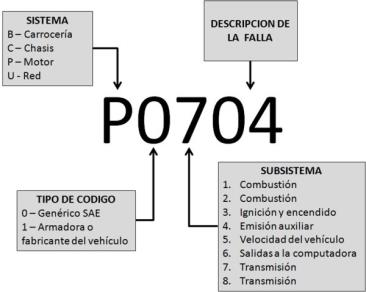 SISTEMA
B – Carrocería
C – Chasis
P – Motor
U - Red
DESCRIPCION DE
LA FALLA
P0704
TIPO DE CODIGO
0 – Genérico SAE
1 – Armadora o
fabricante del vehículo
SUBSISTEMA
1. Combustión
2. Combustión
3. Ignición y encendido
4. Emisión auxiliar
5. Velocidad del vehículo
6. Salidas a la computadora
7. Transmisión
8. Transmisión